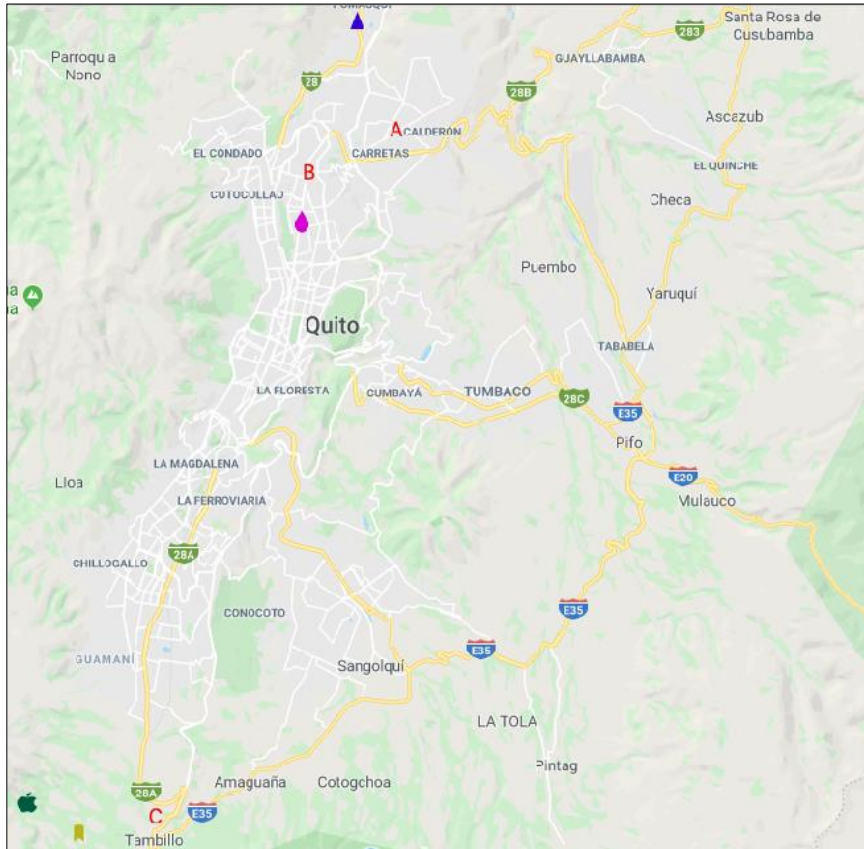 Santa Rosa de
Cusubamba
283
GJAYLLABAMBA
Parroquia
Nono
28
28B
Ascazub
A
CALDERÓN
EL CONDADO
CARRETAS
EL QUINCHE
B
Checa
Puembo
Yaruquí
Quito
TABABELA
LA FLORESTA
CUMBAYÁ
TUMBACO
28C
E35
Pifo
LA MAGDALENA
E20
Lloa
LA FERROVIARIA
Mulauco
28A
CHILLOGALLO
E35
CONOCOTO
E35
GUAMANÍ
Sangolquí
LA TOLA
Pintag
Amaguaña
Cotogchoa
28A
C
E35
Tambillo